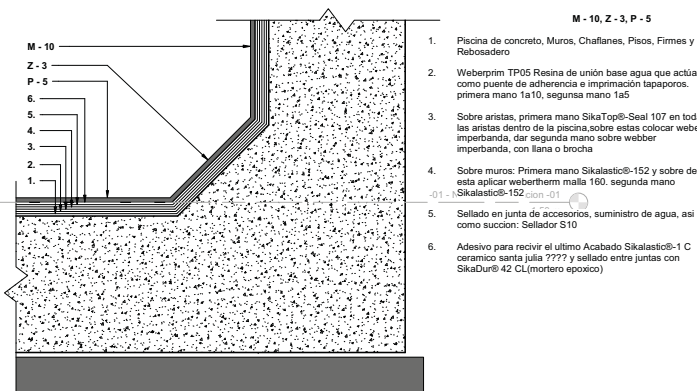 M - 10
Z - 3
P - 5
6.
5.
4.
3.
2.
1.
M - 10, Z - 3, P - 5
1. Piscina de concreto, Muros, Chaflanes, Pisos, Firmes y
Rebosadero
2. Weberprim TP05 Resina de unión base agua que actúa
como puente de adherencia e imprimación tapaporos.
primera mano 1a10, segunsa mano 1a5
3. Sobre aristas, primera mano SikaTop®-Seal 107 en tod
las aristas dentro de la piscina,sobre estas colocar webe
imperbanda, dar segunda mano sobre webber
imperbanda, con llana o brocha
4. Sobre muros: Primera mano Sikalastic®-152 y sobre de
esta aplicar webertherm malla 160. segunda mano
Sikalastic®-152
-01 - N cion -01
5. Sellado en junta de accesorios, suministro de agua, asi
como succion: Sellador S10
6. Adesivo para recivir el ultimo Acabado Sikalastic®-1 C
ceramico santa julia ???? y sellado entre juntas con
SikaDur® 42 CL(mortero epoxico)